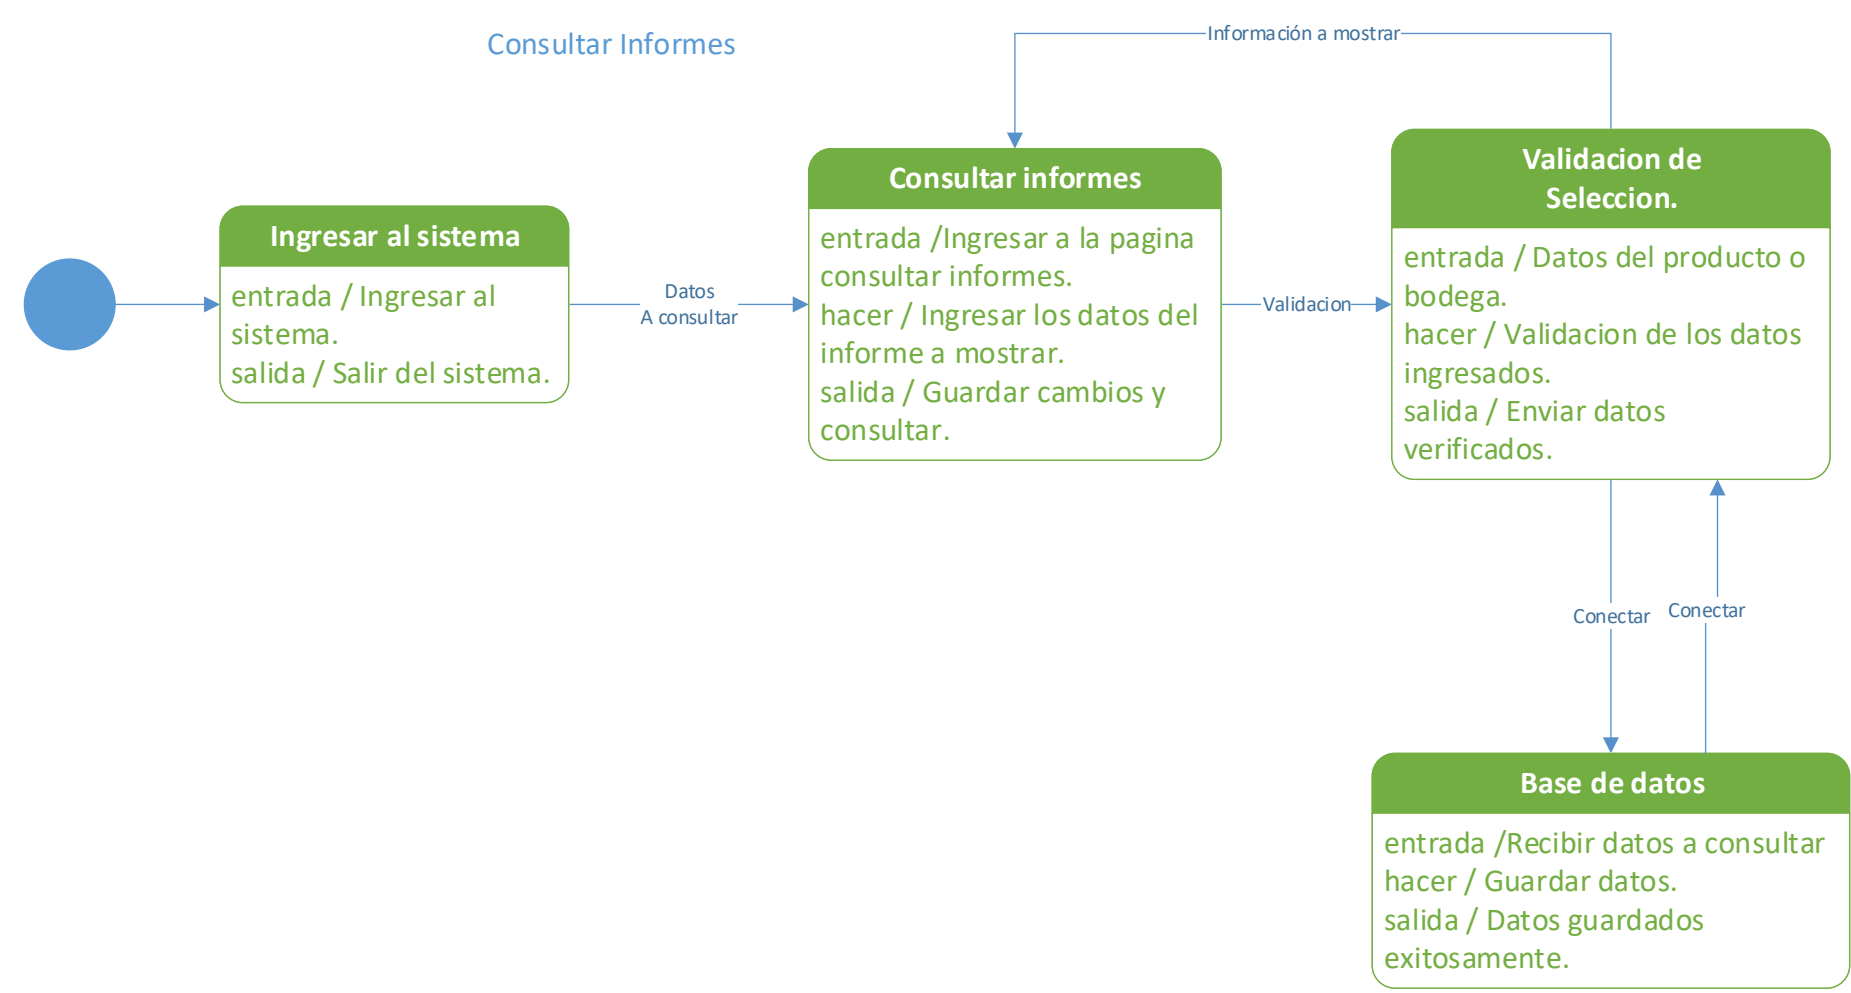 Consultar Informes
Información a mostrar
Ingresar al sistema
entrada / Ingresar al
sistema.
salida / Salir del sistema.
Datos
A consultar
Consultar informes
entrada /Ingresar a la pagina
consultar informes.
hacer / Ingresar los datos del
informe a mostrar.
salida / Guardar cambios y
consultar.
Validacion
Validacion de
Seleccion.
entrada / Datos del producto o
bodega.
hacer / Validacion de los datos
ingresados.
salida / Enviar datos
verificados.
Conectar
Conectar
Base de datos
entrada /Recibir datos a consultar
hacer / Guardar datos.
salida / Datos guardados
exitosamente.